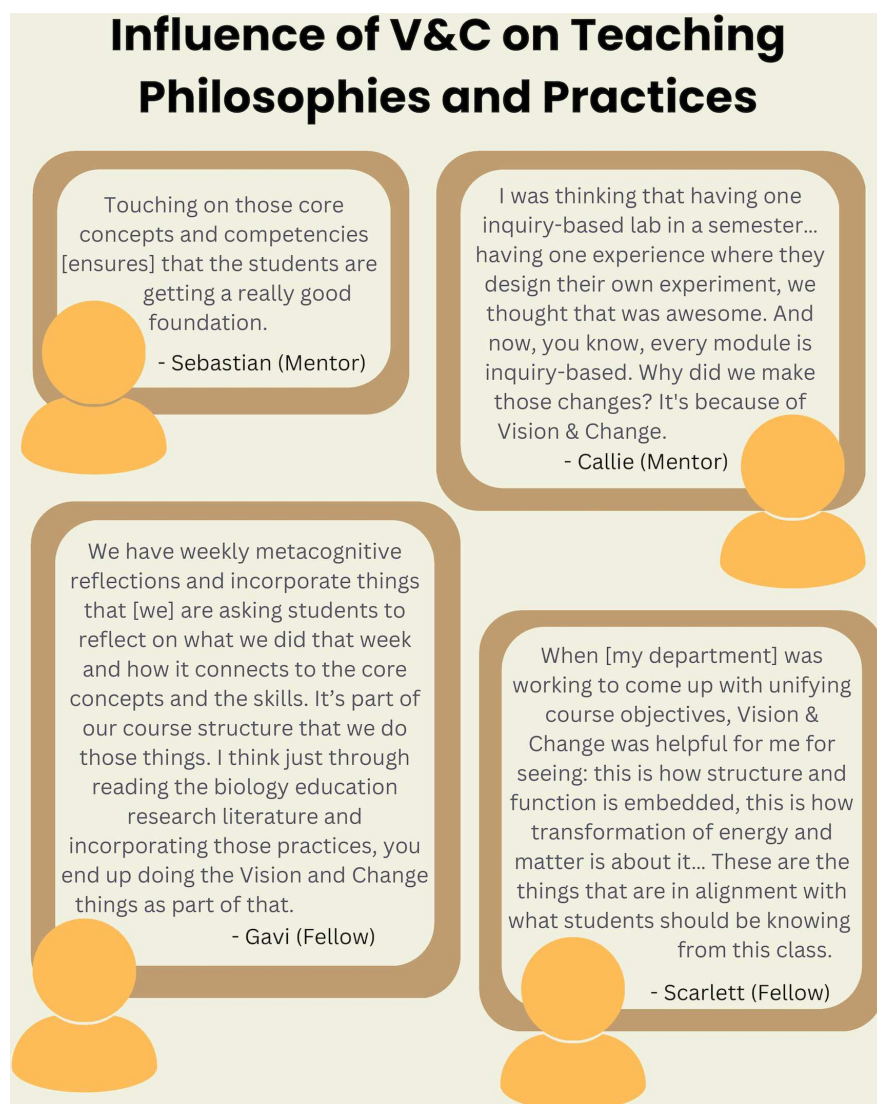 Influence of V&C on Teaching
Philosophies and Practices
Touching on those core
concepts and competencies
[ensures] that the students are
getting a really good
foundation.
- Sebastian (Mentor)
I was thinking that having one
inquiry-based lab in a semester...
having one experience where they
design their own experiment, we
thought that was awesome. And
now, you know, every module is
inquiry-based. Why did we make
those changes? It's because of
Vision & Change.
- Callie (Mentor)
We have weekly metacognitive
reflections and incorporate things
that [we] are asking students to
reflect on what we did that week
and how it connects to the core
concepts and the skills. It’s part of
our course structure that we do
those things. I think just through
reading the biology education
research literature and
incorporating those practices, you
end up doing the Vision and Change
things as part of that.
- Gavi (Fellow)
When [my department] was
working to come up with unifying
course objectives, Vision &
Change was helpful for me for
seeing: this is how structure and
function is embedded, this is how
transformation of energy and
matter is about it... These are the
things that are in alignment with
what students should be knowing
from this class.
- Scarlett (Fellow)